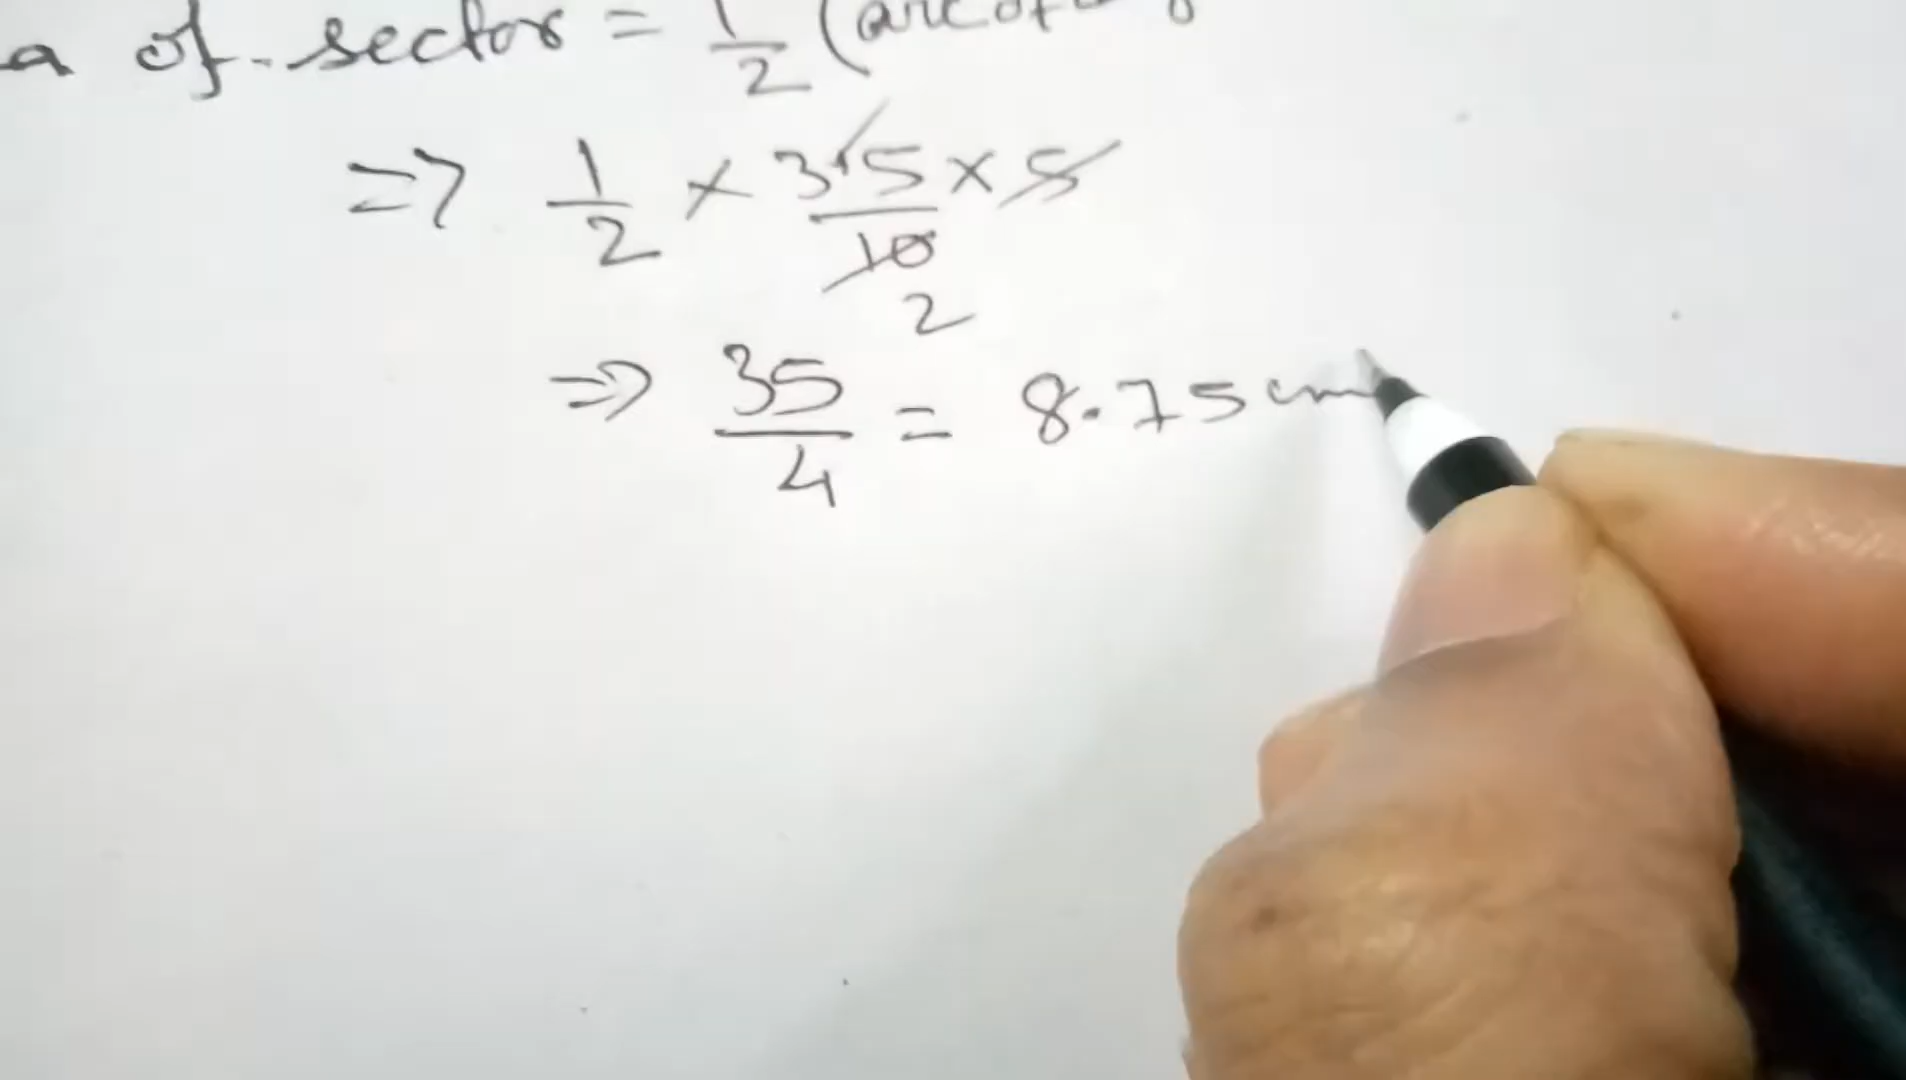 a of sector = 1/2 (arc of
⇒ 1/2 × 3.5/10 × 5
2
⇒ 35/4 = 8.75 cm